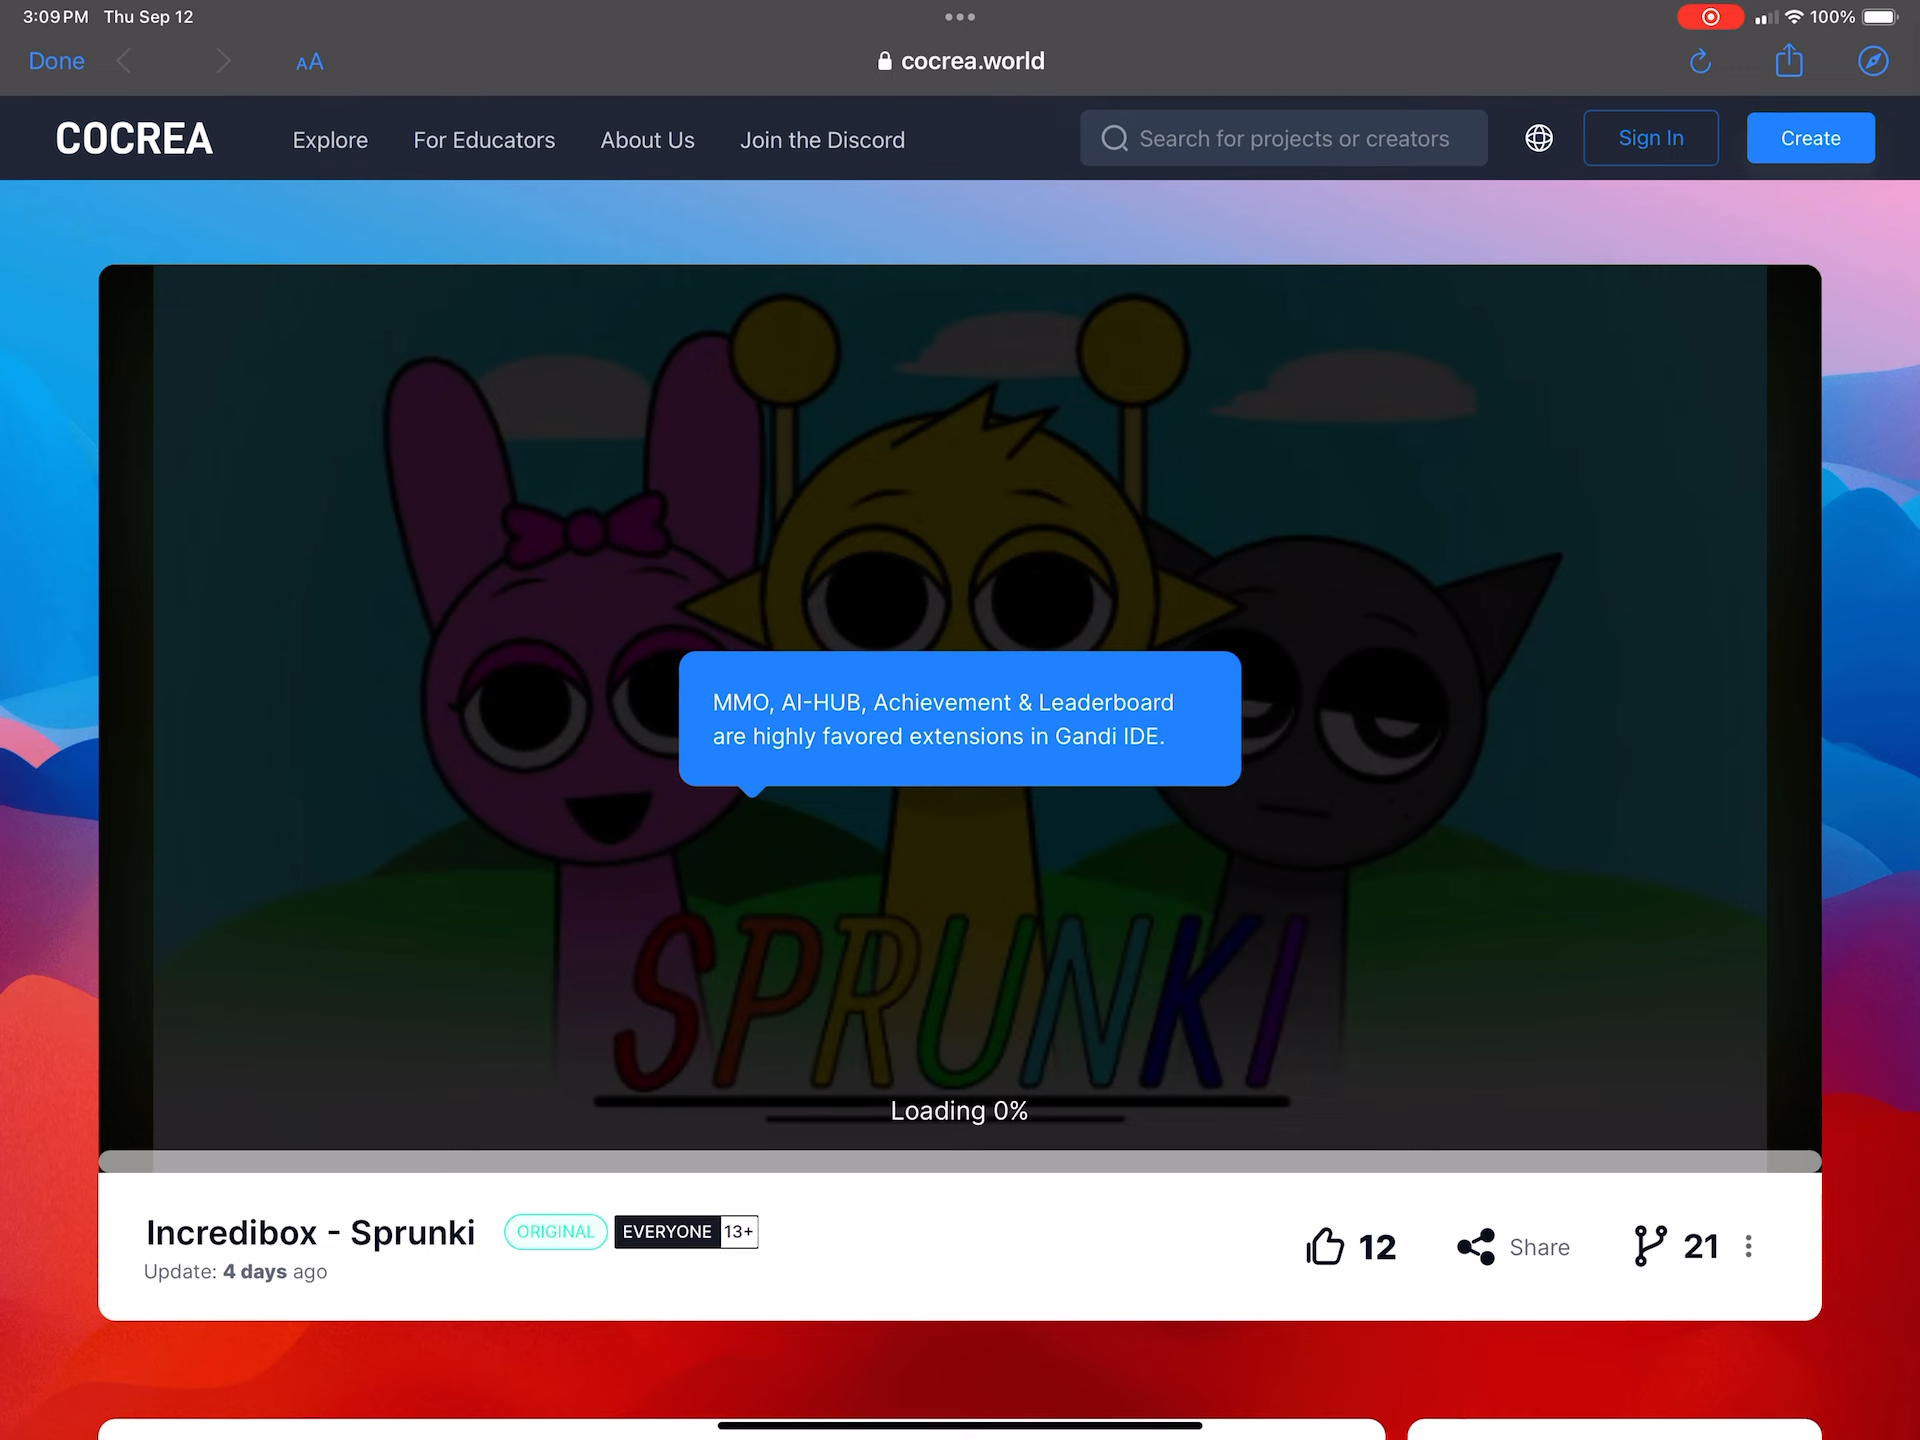 3:09 PM Thu Sep 12
100%
Done
AA
cocrea.world
COCREA
Explore
For Educators
About Us
Join the Discord
Search for projects or creators
Sign In
Create
MMO, AI-HUB, Achievement & Leaderboard
are highly favored extensions in Gandi IDE.
SPRUNKI
Loading 0%
Incredibox - Sprunki
ORIGINAL
EVERYONE 13+
Update: 4 days ago
12
Share
21